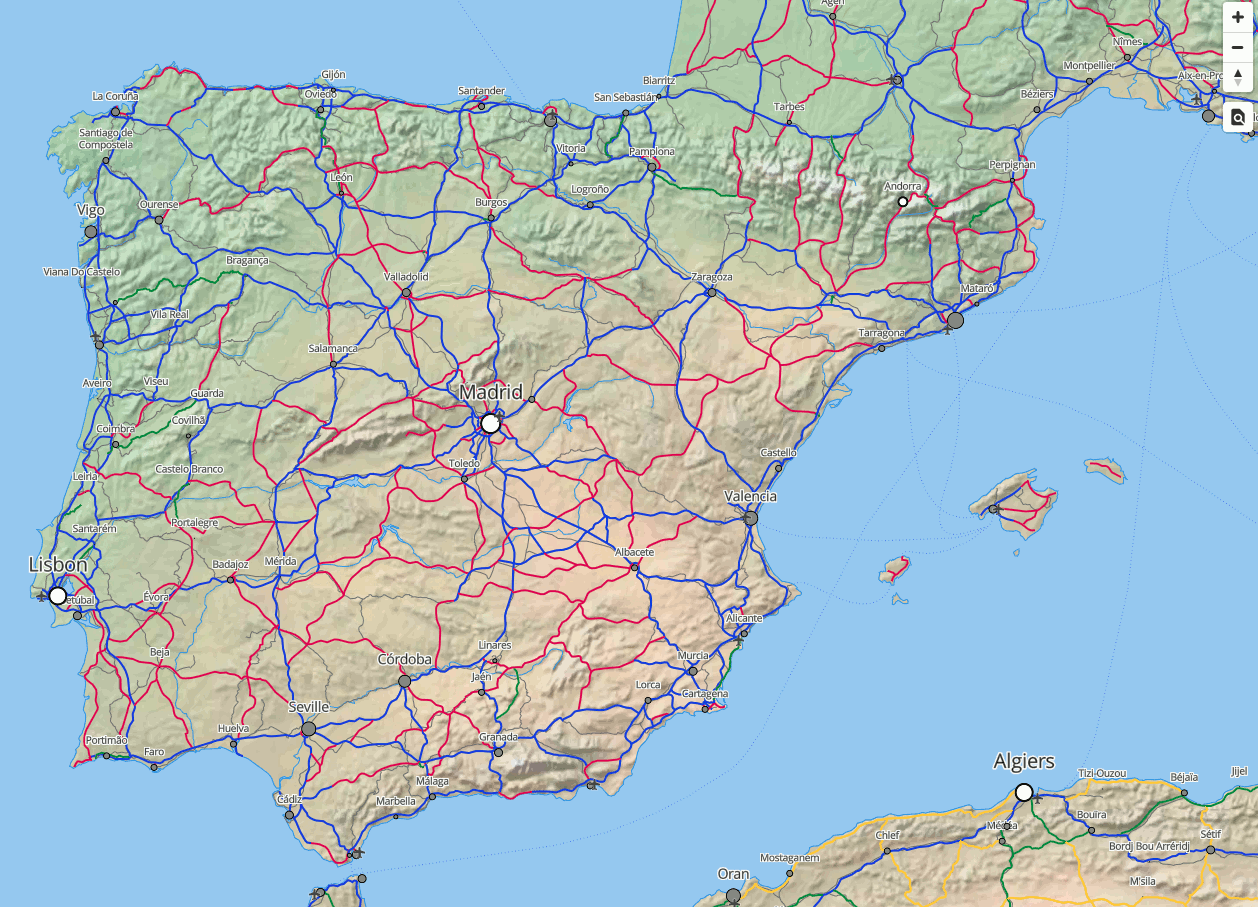 Agen
+
Nîmes
−
Montpellier
Aix-en-Pro
Gijón
Biarritz
Oviedo
Santander
Béziers
La Coruña
San Sebastián
Tarbes
Santiago de
Compostela
Vitoria
Pamplona
Perpignan
León
Andorra
Logroño
Ourense
Burgos
Vigo
Bragança
Viana Do Castelo
Valladolid
Zaragoza
Mataró
Vila Real
Tarragona
Salamanca
Aveiro
Viseu
Guarda
Madrid
Covilhã
Coimbra
Castello
Toledo
Castelo Branco
Leiria
Valencia
Portalegre
Santarém
Albacete
Lisbon
Badajoz
Mérida
Évora
etúbal
Alicante
Linares
Beja
Córdoba
Murcia
Jaén
Lorca
Cartagena
Seville
Huelva
Granada
Portimão
Faro
Algiers
Tizi-Ouzou
Béjaïa
Jijel
Málaga
Cádiz
Marbella
Bouira
Médéa
Chlef
Sétif
Bordj Bou Arréridj
Mostaganem
Oran
M'sila